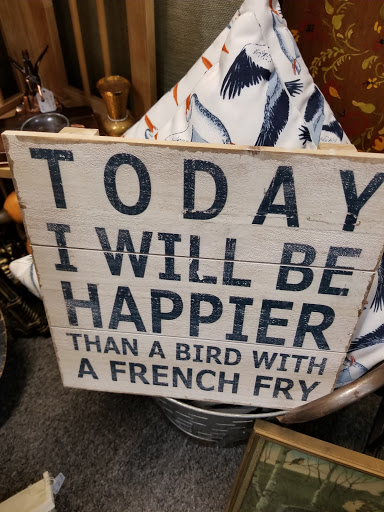 TODAY
I WILL BE
HAPPIER
THAN A BIRD WITH
A FRENCH FRY